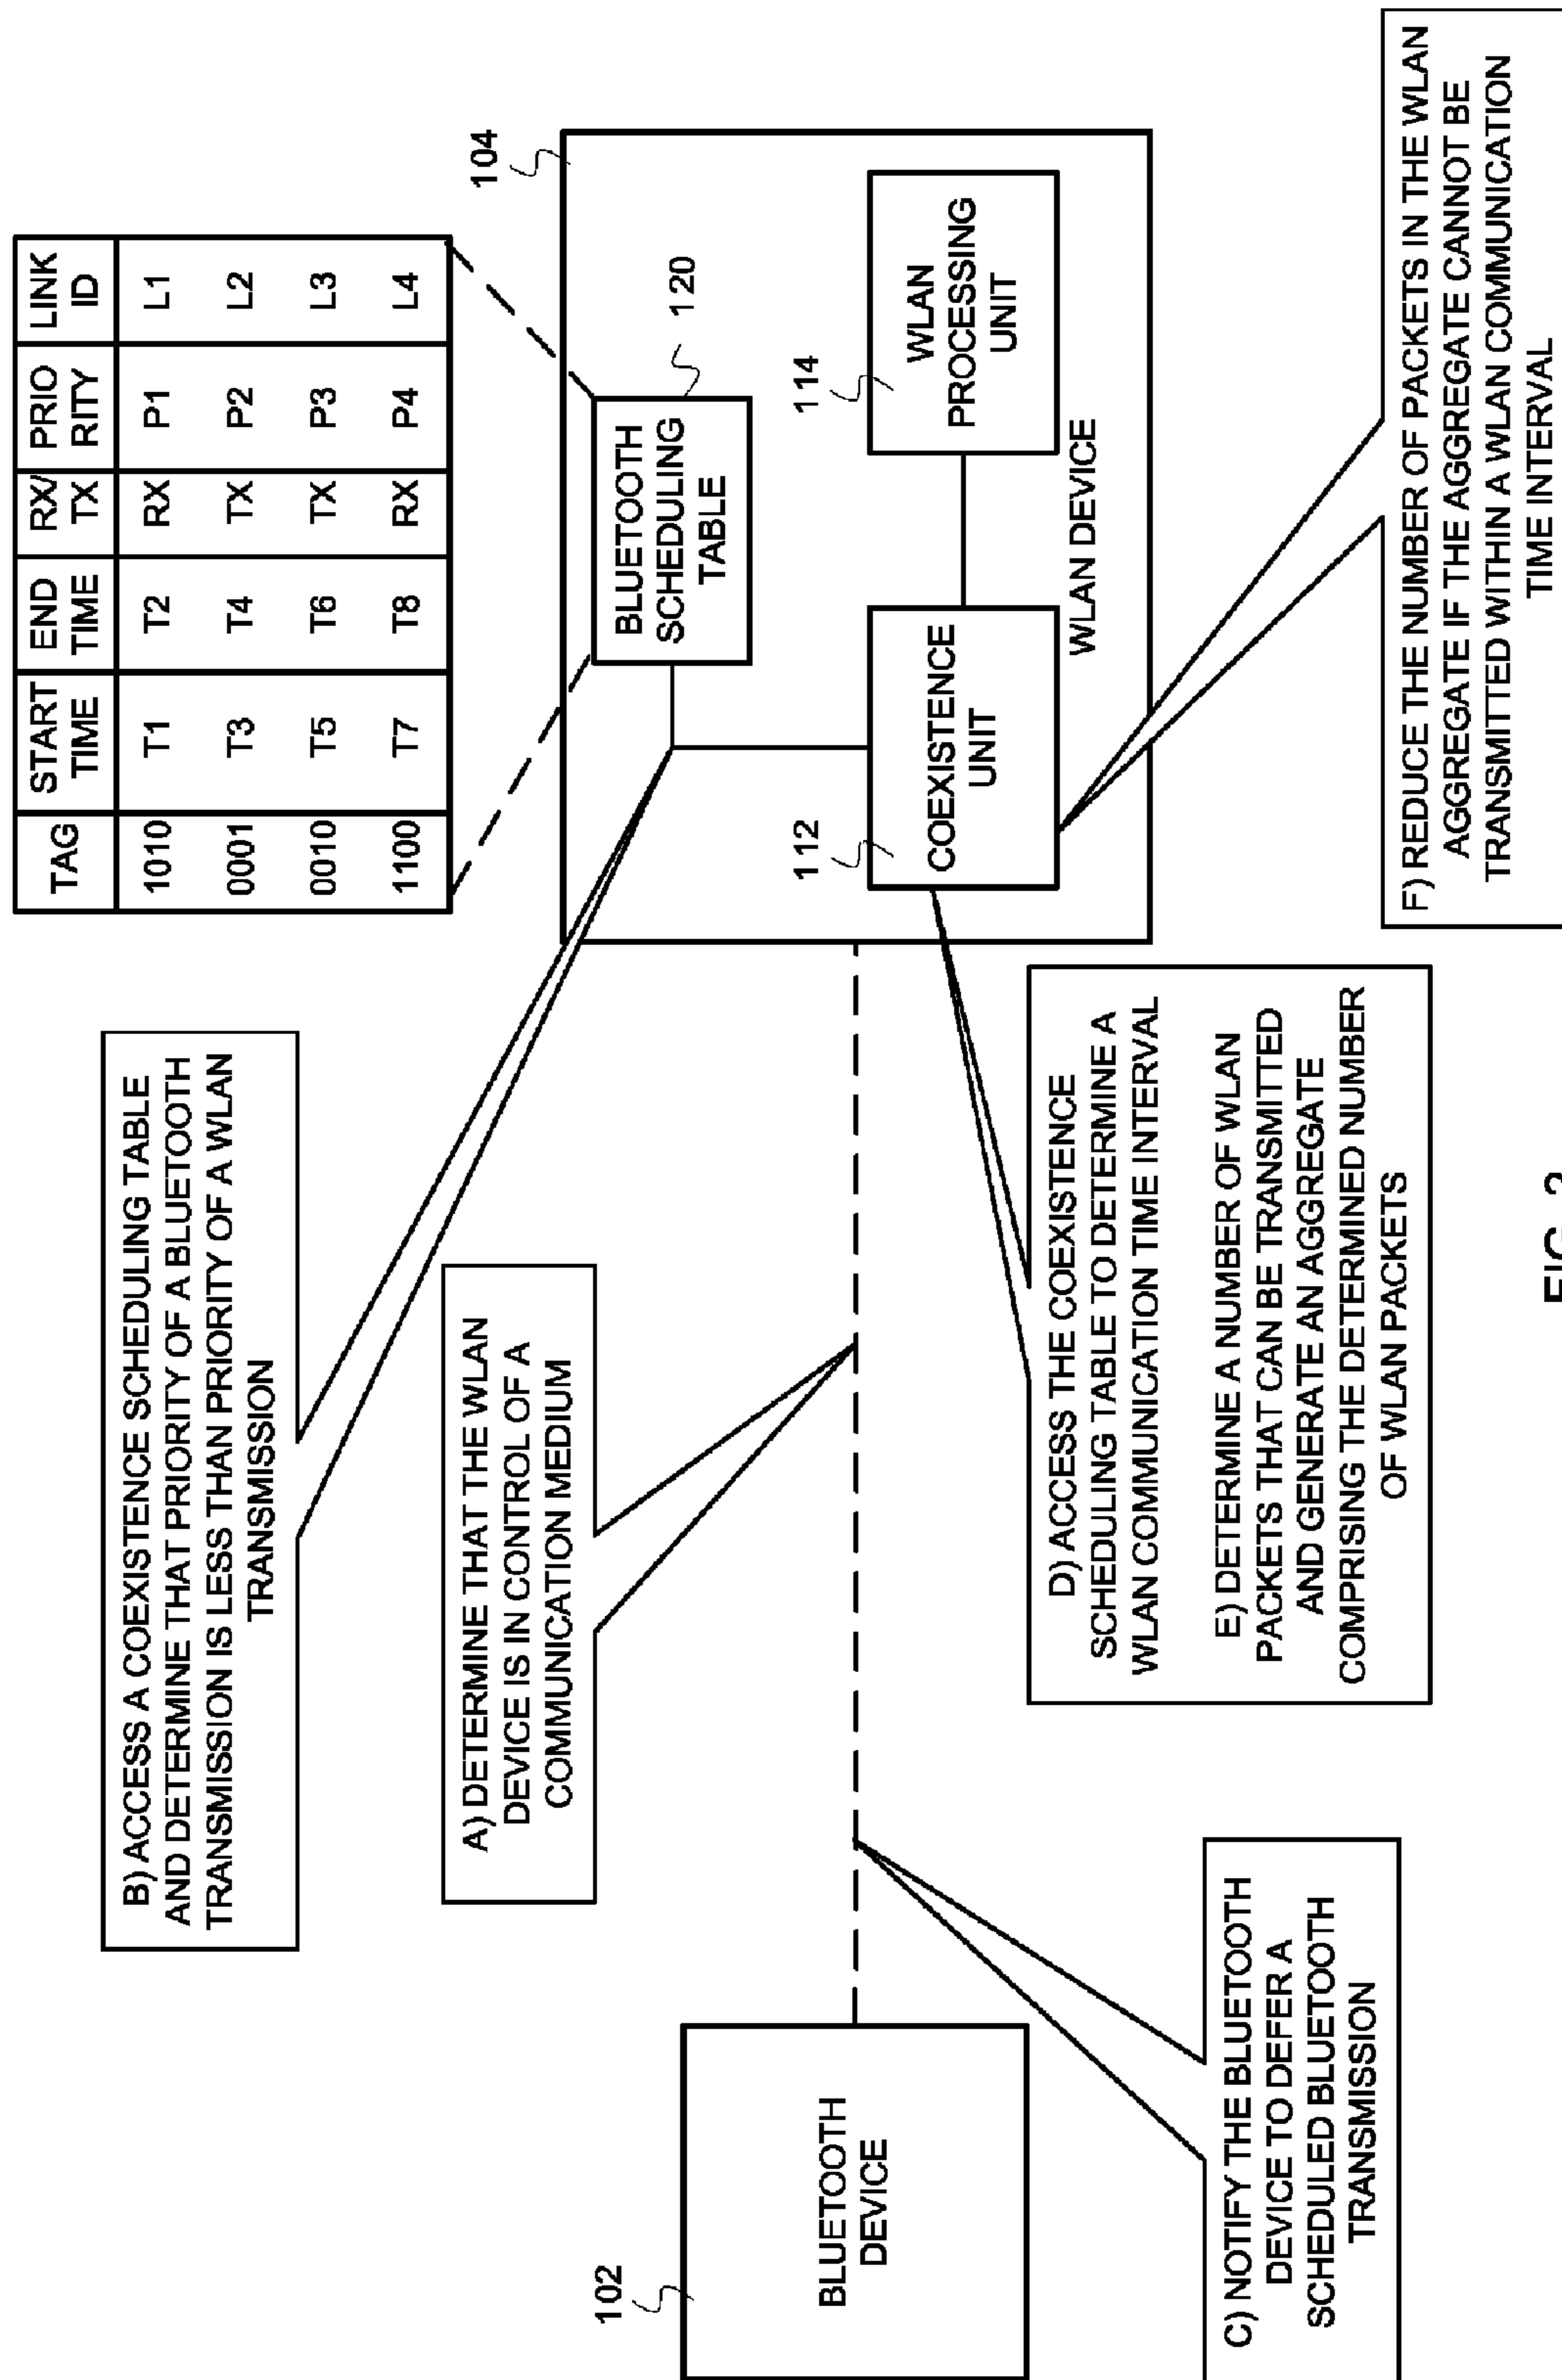 TAG START TIME END TIME RX/ TX PRIO RITY LINK ID
1010 T1 T2 RX P1 L1
0001 T3 T4 TX P2 L2
0010 T5 T6 TX P3 L3
1100 T7 T8 RX P4 L4
B) ACCESS A COEXISTENCE SCHEDULING TABLE
AND DETERMINE THAT PRIORITY OF A BLUETOOTH
TRANSMISSION IS LESS THAN PRIORITY OF A WLAN
TRANSMISSION
A) DETERMINE THAT THE WLAN
DEVICE IS IN CONTROL OF A
COMMUNICATION MEDIUM
104
BLUETOOTH
SCHEDULING
TABLE
120
102
BLUETOOTH
DEVICE
112
COEXISTENCE
UNIT
114
WLAN
PROCESSING
UNIT
WLAN DEVICE
C) NOTIFY THE BLUETOOTH
DEVICE TO DEFER A
SCHEDULED BLUETOOTH
TRANSMISSION
D) ACCESS THE COEXISTENCE
SCHEDULING TABLE TO DETERMINE A
WLAN COMMUNICATION TIME INTERVAL
E) DETERMINE A NUMBER OF WLAN
PACKETS THAT CAN BE TRANSMITTED
AND GENERATE AN AGGREGATE
COMPRISING THE DETERMINED NUMBER
OF WLAN PACKETS
F) REDUCE THE NUMBER OF PACKETS IN THE WLAN
AGGREGATE IF THE AGGREGATE CANNOT BE
TRANSMITTED WITHIN A WLAN COMMUNICATION
TIME INTERVAL
FIG.